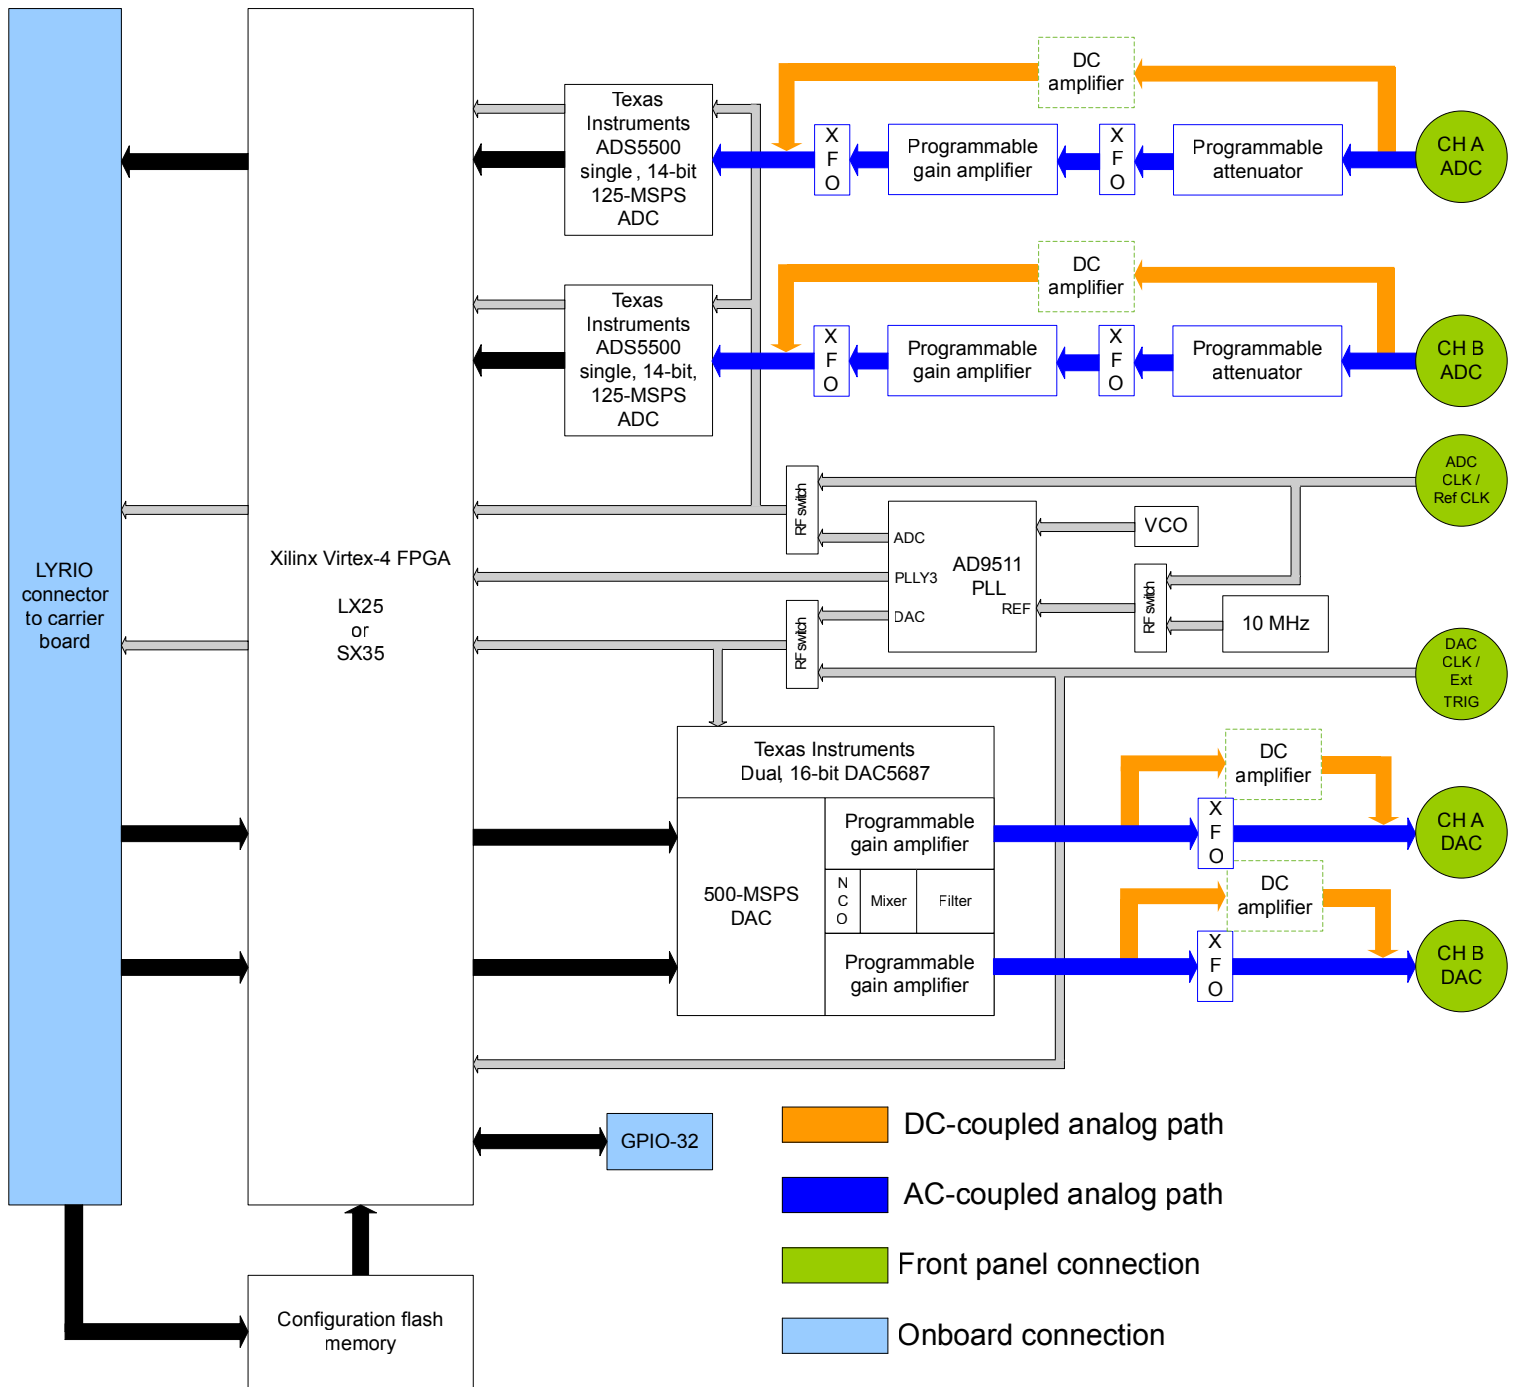 LYRIO
connector
to carrier
board
Xilinx Virtex-4 FPGA
LX25
or
SX35
Configuration flash
memory
Texas
Instruments
ADS5500
single , 14-bit
125-MSPS
ADC
X
F
O
Programmable
gain amplifier
X
F
O
Programmable
attenuator
DC
amplifier
CH A
ADC
Texas
Instruments
ADS5500
single, 14-bit,
125-MSPS
ADC
X
F
O
Programmable
gain amplifier
X
F
O
Programmable
attenuator
DC
amplifier
CH B
ADC
ADC
CLK /
Ref CLK
RF switch
ADC
PLLY3
DAC
AD9511
PLL
REF
VCO
RF switch
10 MHz
RF switch
DAC
CLK /
Ext
TRIG
Texas Instruments
Dual, 16-bit DAC5687
500-MSPS
DAC
Programmable
gain amplifier
N
C
O
Mixer
Filter
Programmable
gain amplifier
DC
amplifier
X
F
O
CH A
DAC
DC
amplifier
X
F
O
CH B
DAC
GPIO-32
DC-coupled analog path
AC-coupled analog path
Front panel connection
Onboard connection